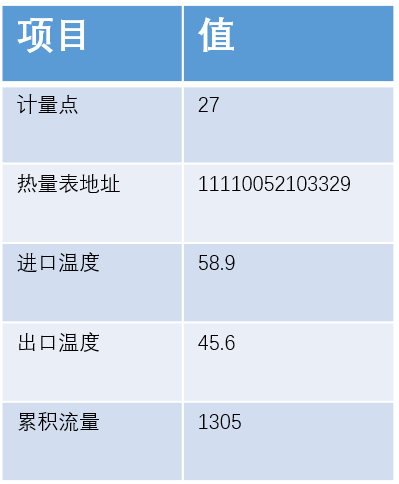 项目 值
计量点 27
热量表地址 11110052103329
进口温度 58.9
出口温度 45.6
累积流量 1305